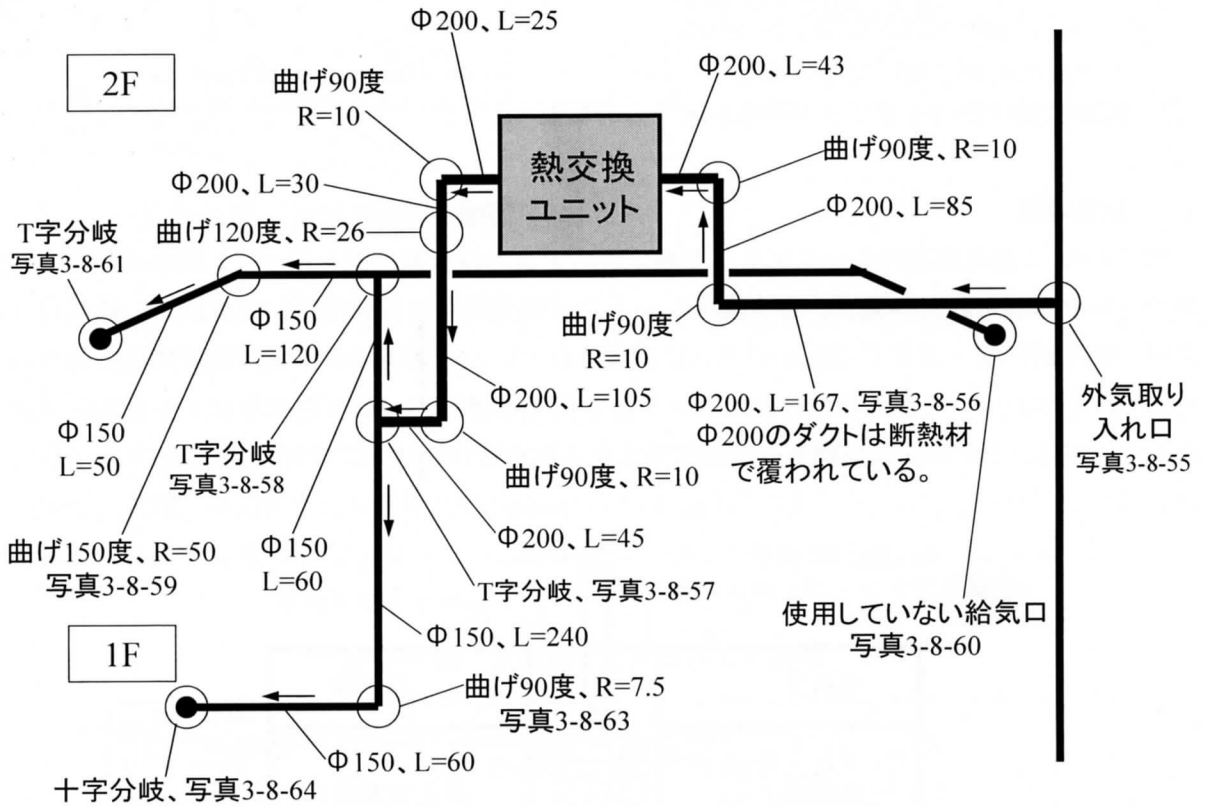 Φ200、L=25
2F
曲げ90度
R=10
Φ200、L=43
熱交換
ユニット
曲げ90度、R=10
Φ200、L=30
Φ200、L=85
T字分岐
写真3-8-61
曲げ120度、R=26
Φ150
L=120
曲げ90度
R=10
Φ200、L=105
Φ200、L=167、写真3-8-56
Φ200のダクトは断熱材
で覆われている。
外気取り
入れ口
写真3-8-55
Φ150
L=50
T字分岐
写真3-8-58
曲げ90度、R=10
曲げ150度、R=50
写真3-8-59
Φ150
L=60
Φ200、L=45
T字分岐、写真3-8-57
使用していない給気口
写真3-8-60
1F
Φ150、L=240
曲げ90度、R=7.5
写真3-8-63
Φ150、L=60
十字分岐、写真3-8-64